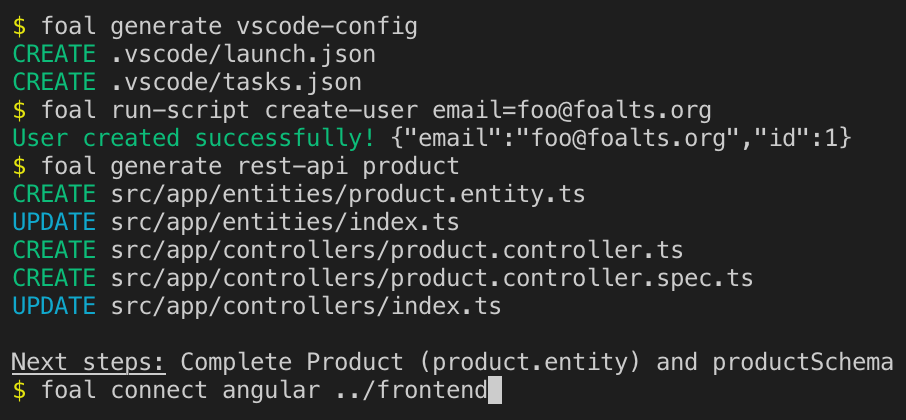 $ foal generate vscode-config
CREATE .vscode/launch.json
CREATE .vscode/tasks.json
$ foal run-script create-user email=foo@foalts.org
User created successfully! {"email":"foo@foalts.org","id":1}
$ foal generate rest-api product
CREATE src/app/entities/product.entity.ts
UPDATE src/app/entities/index.ts
CREATE src/app/controllers/product.controller.ts
CREATE src/app/controllers/product.controller.spec.ts
UPDATE src/app/controllers/index.ts
Next steps: Complete Product (product.entity) and productSchema
$ foal connect angular ../frontend